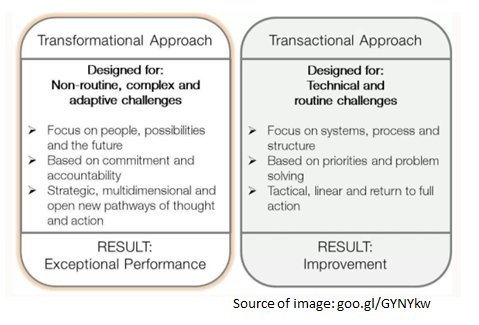 Transformational Approach
Designed for:
Non-routine, complex and
adaptive challenges
➤ Focus on people, possibilities
and the future
➤ Based on commitment and
accountability
➤ Strategic, multidimensional and
open new pathways of thought
and action
RESULT:
Exceptional Performance
Transactional Approach
Designed for:
Technical and
routine challenges
➤ Focus on systems, process and
structure
➤ Based on priorities and problem
solving
➤ Tactical, linear and return to full
action
RESULT:
Improvement
Source of image: goo.gl/GYNYkw